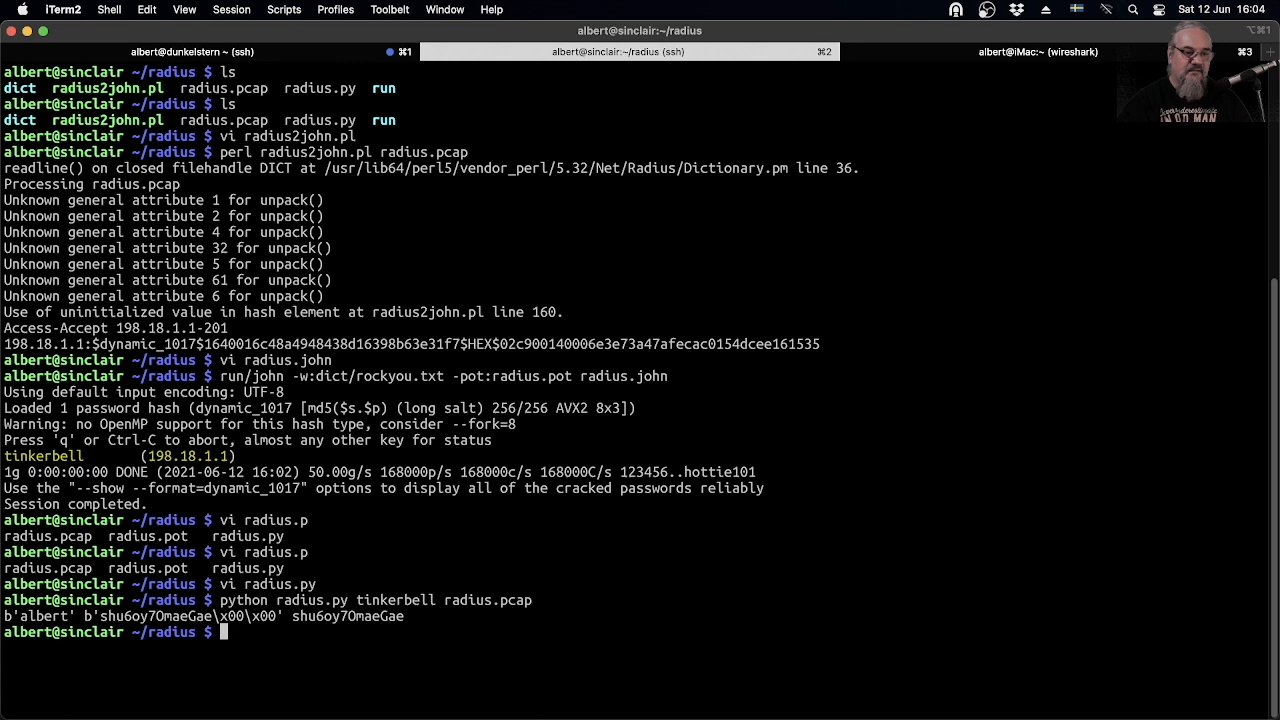 iTerm2 Shell Edit View Session Scripts Profiles Toolbelt Window Help Sat 12 Jun 16:04
albert@sinclair:~/radius ⌥⌘1
albert@dunkelstern ~ (ssh) ⌘1 albert@sinclair:~/radius (ssh) ⌘2 albert@iMac:~ (wireshark) ⌘3
albert@sinclair ~/radius $ ls
dict radius2john.pl radius.pcap radius.py run
albert@sinclair ~/radius $ ls
dict radius2john.pl radius.pcap radius.py run
albert@sinclair ~/radius $ vi radius2john.pl
albert@sinclair ~/radius $ perl radius2john.pl radius.pcap
readline() on closed filehandle DICT at /usr/lib64/perl5/vendor_perl/5.32/Net/Radius/Dictionary.pm line 36.
Processing radius.pcap
Unknown general attribute 1 for unpack()
Unknown general attribute 2 for unpack()
Unknown general attribute 4 for unpack()
Unknown general attribute 32 for unpack()
Unknown general attribute 5 for unpack()
Unknown general attribute 61 for unpack()
Unknown general attribute 6 for unpack()
Use of uninitialized value in hash element at radius2john.pl line 160.
Access-Accept 198.18.1.1-201
198.18.1.1:$dynamic_1017$1640016c48a4948438d16398b63e31f7$HEX$02c900140006e3e73a47afecac0154dcee161535
albert@sinclair ~/radius $ vi radius.john
albert@sinclair ~/radius $ run/john -w:dict/rockyou.txt -pot:radius.pot radius.john
Using default input encoding: UTF-8
Loaded 1 password hash (dynamic_1017 [md5($s.$p) (long salt) 256/256 AVX2 8x3])
Warning: no OpenMP support for this hash type, consider --fork=8
Press 'q' or Ctrl-C to abort, almost any other key for status
tinkerbell (198.18.1.1)
1g 0:00:00:00 DONE (2021-06-12 16:02) 50.00g/s 168000p/s 168000c/s 168000C/s 123456..hottie101
Use the "--show --format=dynamic_1017" options to display all of the cracked passwords reliably
Session completed.
albert@sinclair ~/radius $ vi radius.p
radius.pcap radius.pot radius.py
albert@sinclair ~/radius $ vi radius.p
radius.pcap radius.pot radius.py
albert@sinclair ~/radius $ vi radius.py
albert@sinclair ~/radius $ python radius.py tinkerbell radius.pcap
b'albert' b'shu6oy7OmaeGae\x00\x00' shu6oy7OmaeGae
albert@sinclair ~/radius $